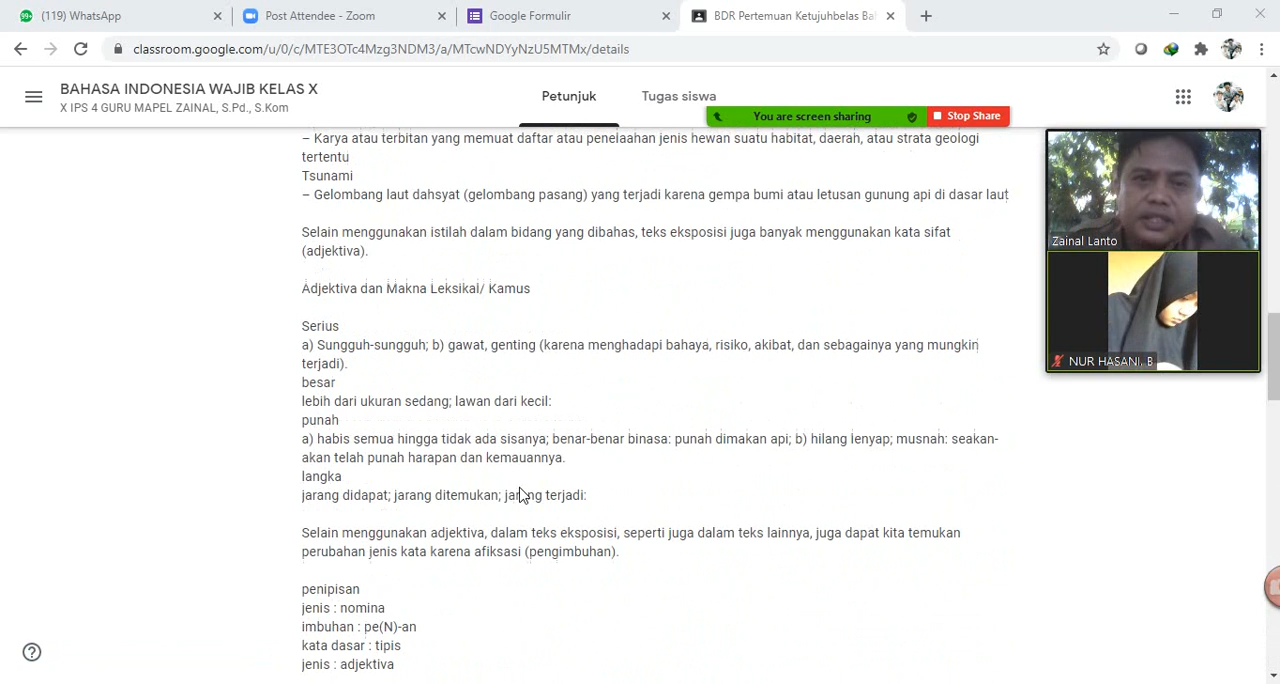 (119) WhatsApp
Post Attendee - Zoom
Google Formulir
BDR Pertemuan Ketujuhbelas Bah
classroom.google.com/u/0/c/MTE3OTc4Mzg3NDM3/a/MTcwNDYyNzU5MTMx/details
BAHASA INDONESIA WAJIB KELAS X
X IPS 4 GURU MAPEL ZAINAL, S.Pd., S.Kom
Petunjuk
Tugas siswa
You are screen sharing
Stop Share
– Karya atau terbitan yang memuat daftar atau penelaahan jenis hewan suatu habitat, daerah, atau strata geologi
tertentu
Tsunami
– Gelombang laut dahsyat (gelombang pasang) yang terjadi karena gempa bumi atau letusan gunung api di dasar laut
Selain menggunakan istilah dalam bidang yang dibahas, teks eksposisi juga banyak menggunakan kata sifat
(adjektiva).
Adjektiva dan Makna Leksikal/ Kamus
Serius
a) Sungguh-sungguh; b) gawat, genting (karena menghadapi bahaya, risiko, akibat, dan sebagainya yang mungkin
terjadi).
besar
lebih dari ukuran sedang; lawan dari kecil:
punah
a) habis semua hingga tidak ada sisanya; benar-benar binasa: punah dimakan api; b) hilang lenyap; musnah: seakan-
akan telah punah harapan dan kemauannya.
langka
jarang didapat; jarang ditemukan; jarang terjadi:
Selain menggunakan adjektiva, dalam teks eksposisi, seperti juga dalam teks lainnya, juga dapat kita temukan
perubahan jenis kata karena afiksasi (pengimbuhan).
penipisan
jenis : nomina
imbuhan : pe(N)-an
kata dasar : tipis
jenis : adjektiva
Zainal Lanto
NUR HASANI. B